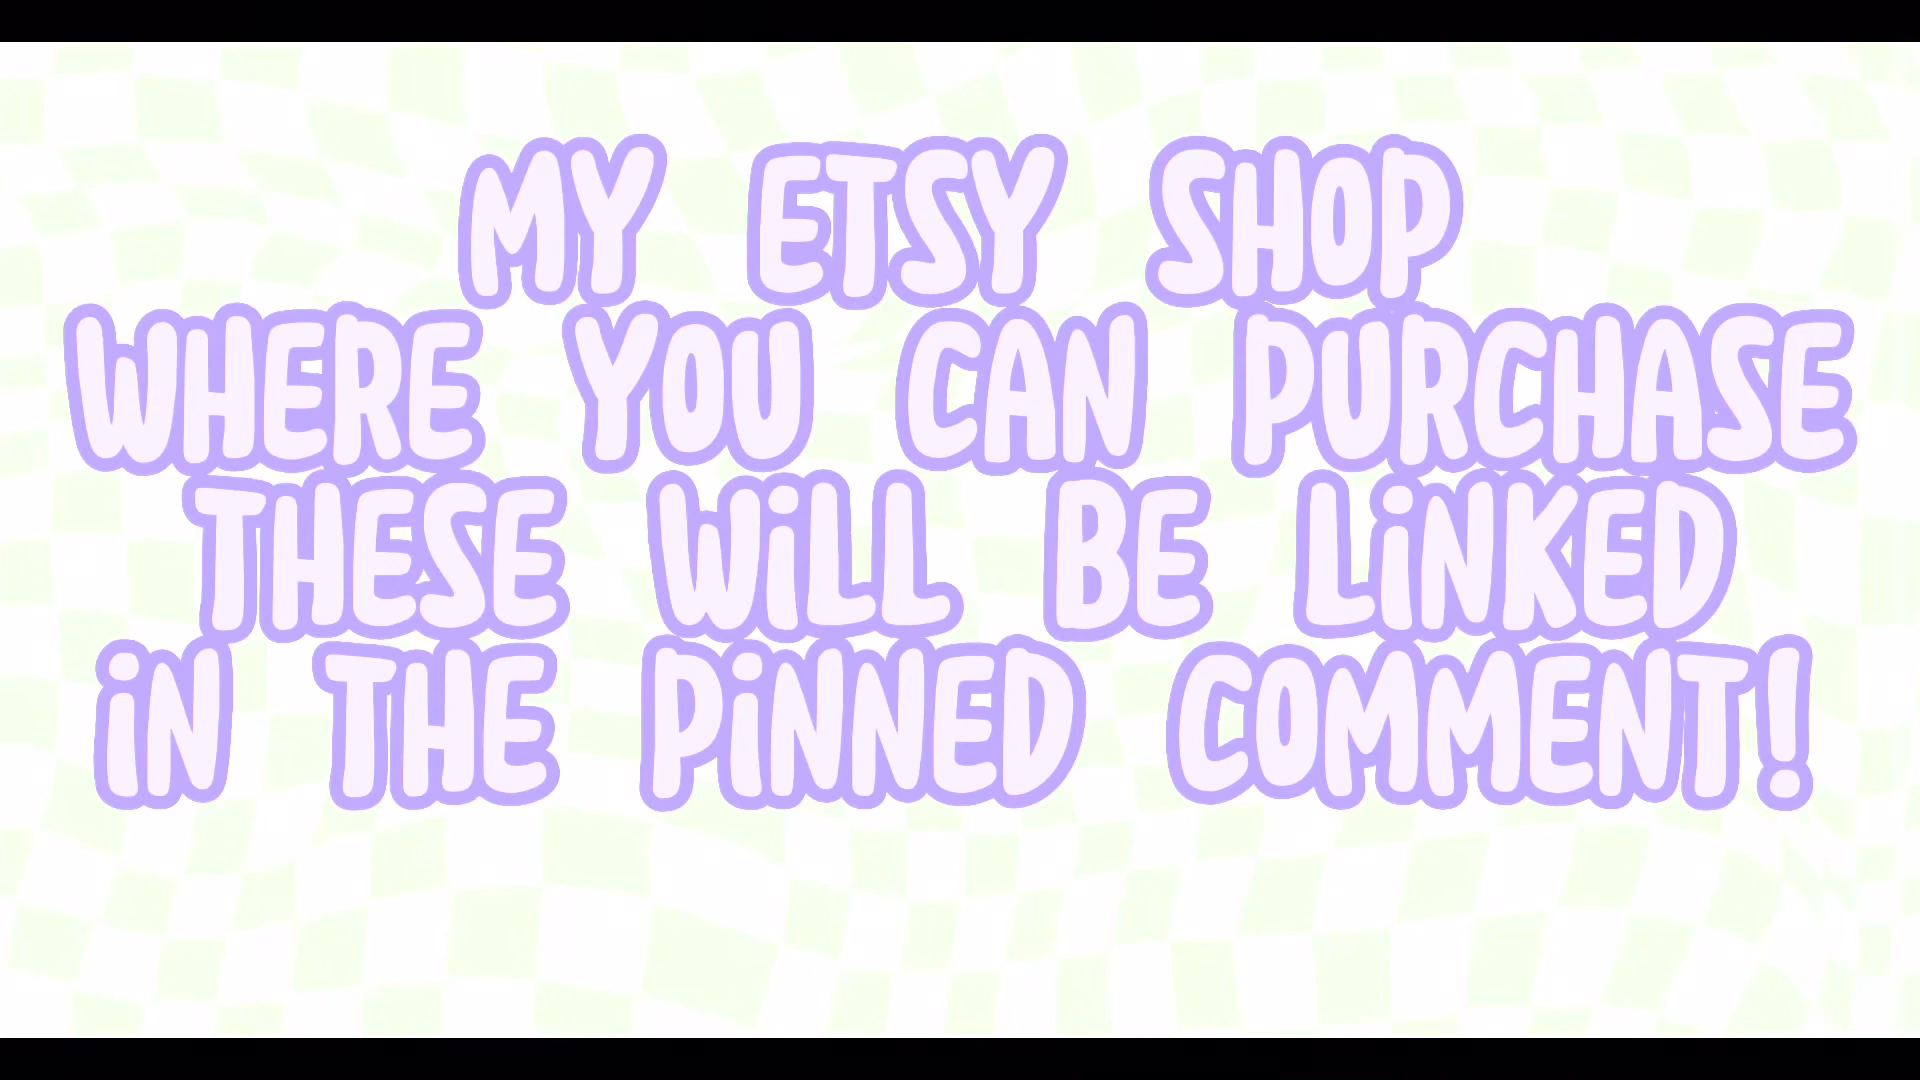 MY ETSY SHOP
WHERE YOU CAN PURCHASE
THESE WiLL BE LiNKED
iN THE PiNNED COMMENT!